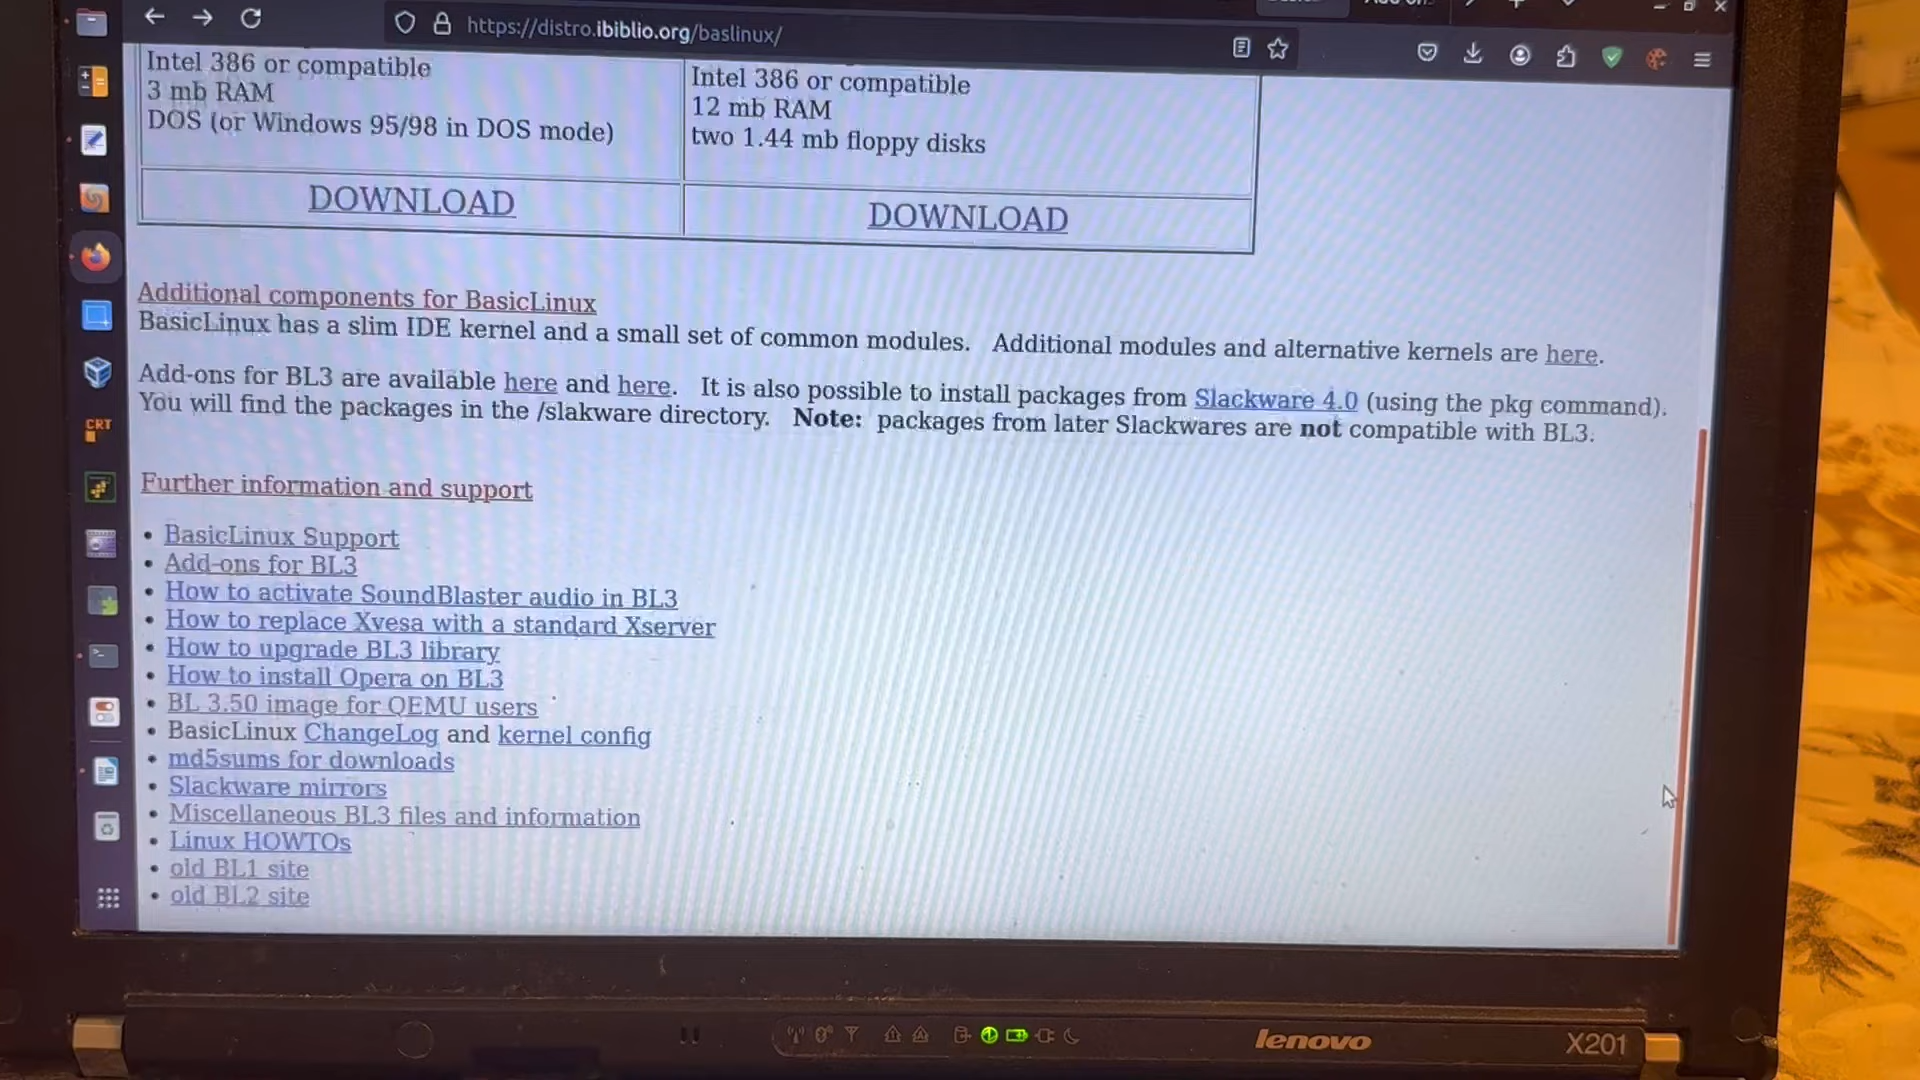 https://distro.ibiblio.org/baslinux/
Intel 386 or compatible
3 mb RAM
DOS (or Windows 95/98 in DOS mode)
Intel 386 or compatible
12 mb RAM
two 1.44 mb floppy disks
DOWNLOAD
DOWNLOAD
Additional components for BasicLinux
BasicLinux has a slim IDE kernel and a small set of common modules. Additional modules and alternative kernels are here.
Add-ons for BL3 are available here and here. It is also possible to install packages from Slackware 4.0 (using the pkg command).
You will find the packages in the /slakware directory. Note: packages from later Slackwares are not compatible with BL3.
Further information and support
• BasicLinux Support
• Add-ons for BL3
• How to activate SoundBlaster audio in BL3
• How to replace Xvesa with a standard Xserver
• How to upgrade BL3 library
• How to install Opera on BL3
• BL 3.50 image for QEMU users
• BasicLinux ChangeLog and kernel config
• md5sums for downloads
• Slackware mirrors
• Miscellaneous BL3 files and information
• Linux HOWTOs
• old BL1 site
• old BL2 site
CRT
lenovo
X201